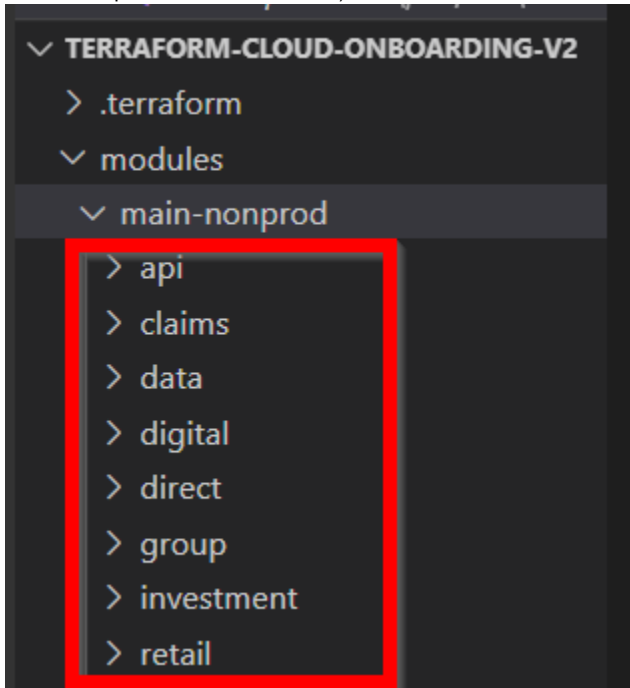 TERRAFORM-CLOUD-ONBOARDING-V2
.terraform
modules
main-nonprod
api
claims
data
digital
direct
group
investment
retail